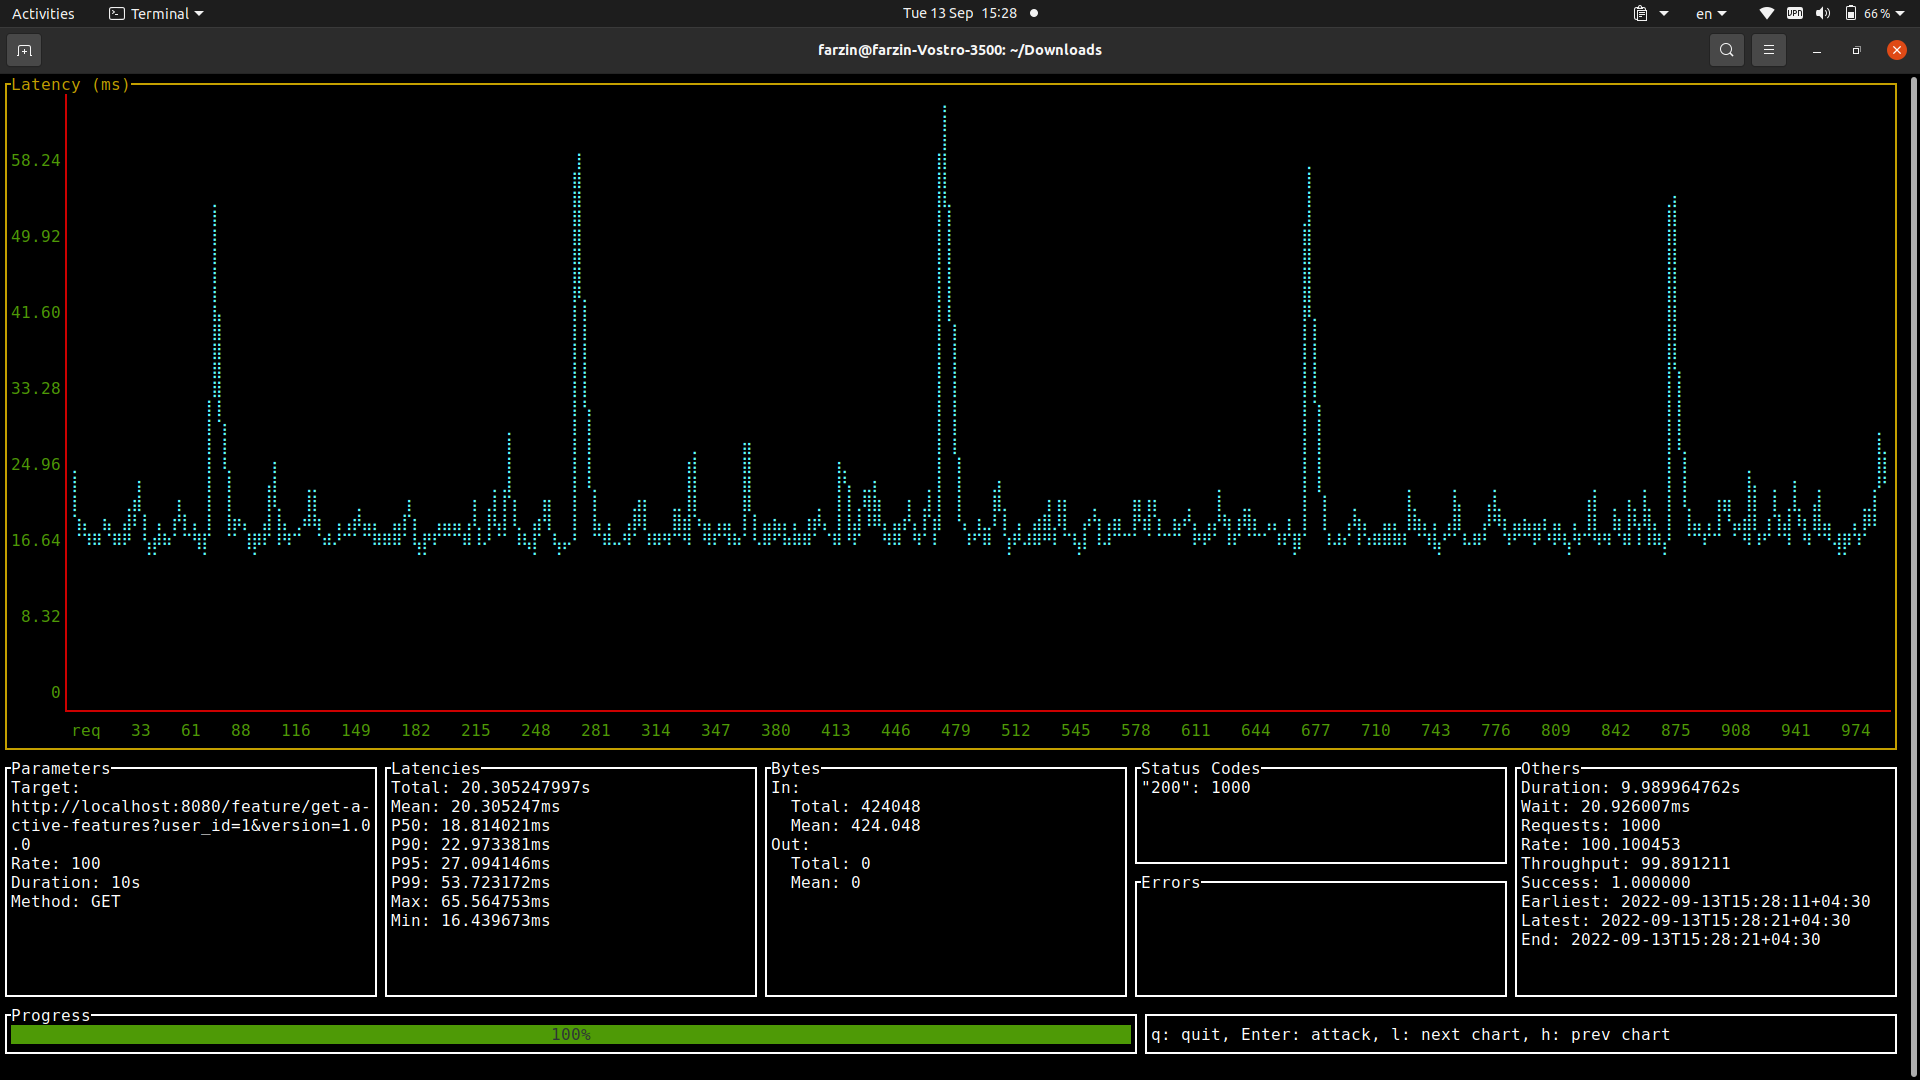 Activities Terminal Tue 13 Sep 15:28 en VPN 66%
farzin@farzin-Vostro-3500: ~/Downloads
Latency (ms)
58.24
49.92
41.60
33.28
24.96
16.64
8.32
0
req 33 61 88 116 149 182 215 248 281 314 347 380 413 446 479 512 545 578 611 644 677 710 743 776 809 842 875 908 941 974
Parameters
Target:
http://localhost:8080/feature/get-a-
ctive-features?user_id=1&version=1.0
.0
Rate: 100
Duration: 10s
Method: GET
Latencies
Total: 20.305247997s
Mean: 20.305247ms
P50: 18.814021ms
P90: 22.973381ms
P95: 27.094146ms
P99: 53.723172ms
Max: 65.564753ms
Min: 16.439673ms
Bytes
In:
Total: 424048
Mean: 424.048
Out:
Total: 0
Mean: 0
Status Codes
"200": 1000
Errors
Others
Duration: 9.989964762s
Wait: 20.926007ms
Requests: 1000
Rate: 100.100453
Throughput: 99.891211
Success: 1.000000
Earliest: 2022-09-13T15:28:11+04:30
Latest: 2022-09-13T15:28:21+04:30
End: 2022-09-13T15:28:21+04:30
Progress
100%
q: quit, Enter: attack, l: next chart, h: prev chart